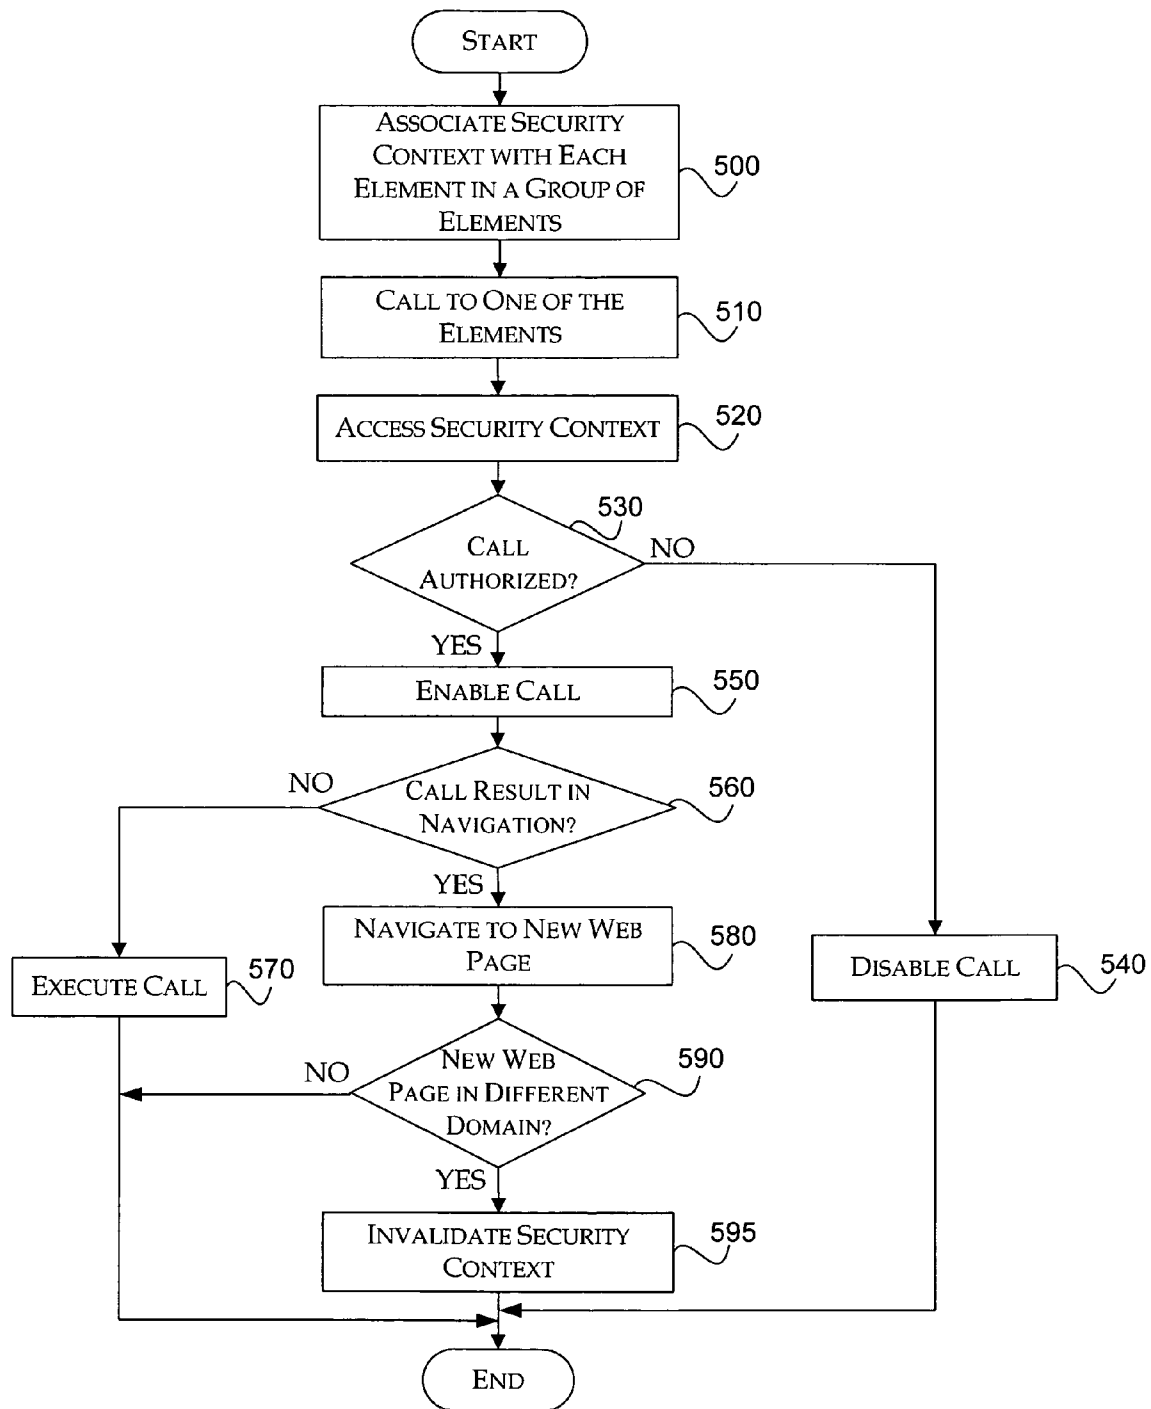 START
ASSOCIATE SECURITY
CONTEXT WITH EACH
ELEMENT IN A GROUP OF
ELEMENTS
500
CALL TO ONE OF THE
ELEMENTS
510
ACCESS SECURITY CONTEXT
520
530
CALL
AUTHORIZED?
NO
YES
ENABLE CALL
550
NO
CALL RESULT IN
NAVIGATION?
560
YES
NAVIGATE TO NEW WEB
PAGE
580
EXECUTE CALL
570
DISABLE CALL
540
NO
NEW WEB
PAGE IN DIFFERENT
DOMAIN?
590
YES
INVALIDATE SECURITY
CONTEXT
595
END